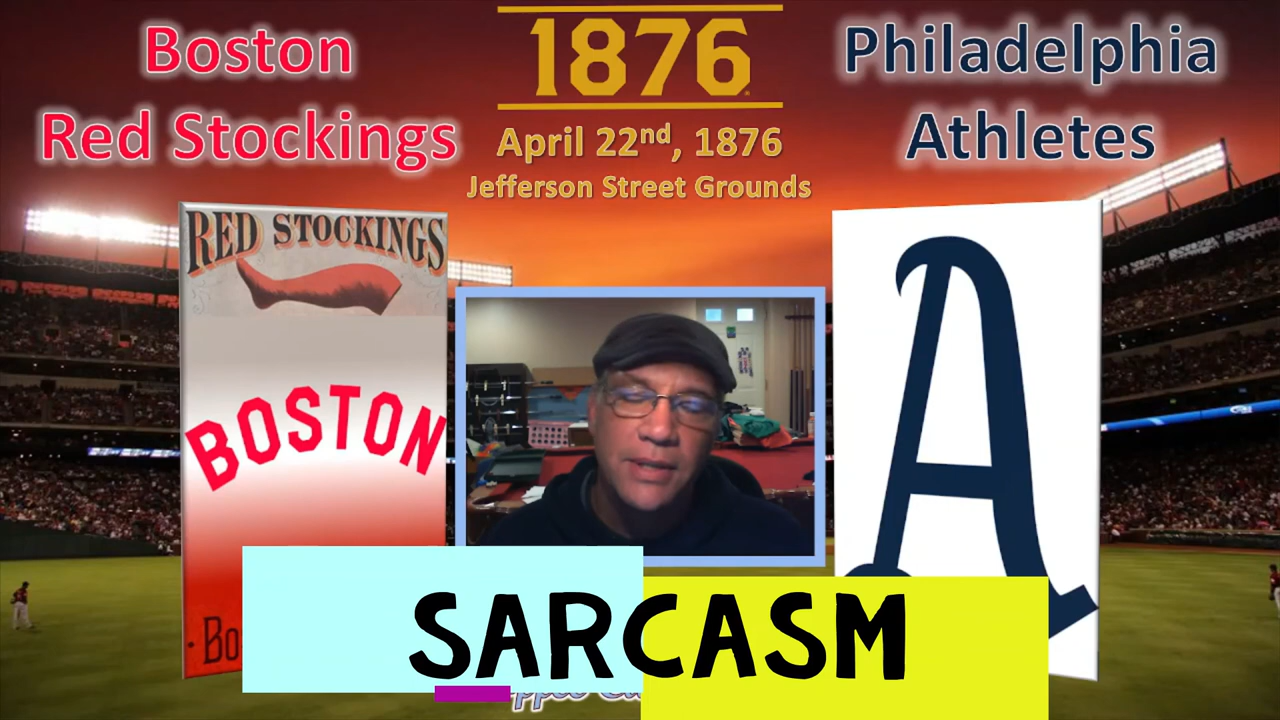 Boston
Red Stockings
1876
April 22nd, 1876
Jefferson Street Grounds
Philadelphia
Athletes
RED STOCKINGS
BOSTON
A
SARCASM